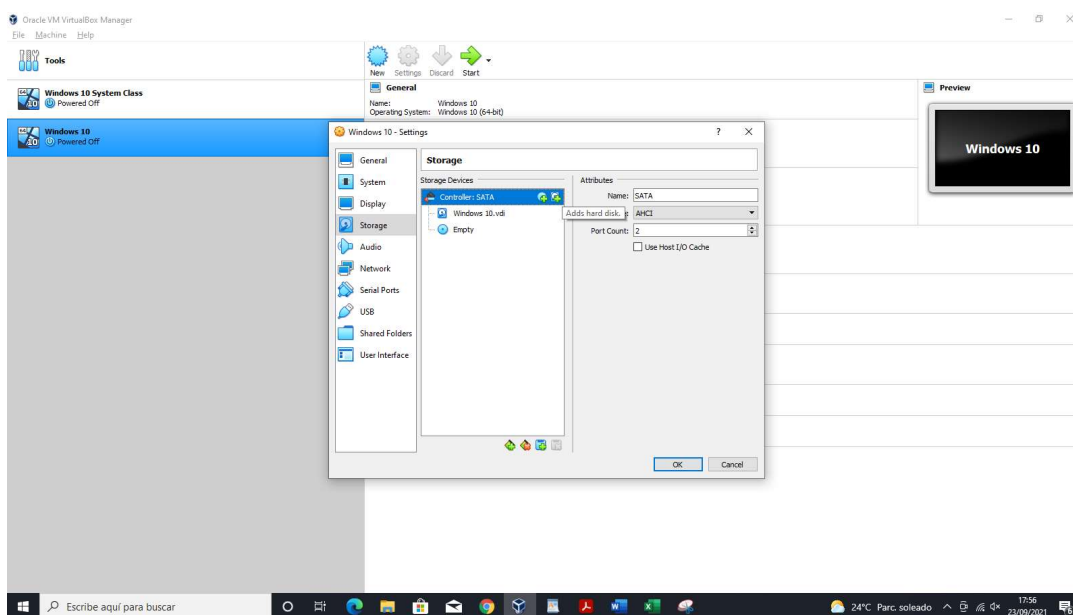 Oracle VM VirtualBox Manager
File Machine Help
Tools
New Settings Discard Start
Windows 10 System Class
Powered Off
Windows 10
Powered Off
General
Name: Windows 10
Operating System: Windows 10 (64-bit)
Preview
Windows 10
Windows 10 - Settings
General
System
Display
Storage
Audio
Network
Serial Ports
USB
Shared Folders
User Interface
Storage
Storage Devices
Controller: SATA
Windows 10.vdi
Empty
Adds hard disk.
Attributes
Name: SATA
AHCI
Port Count: 2
Use Host I/O Cache
OK Cancel
Escribe aquí para buscar
24°C Parc. soleado
17:56
23/09/2021